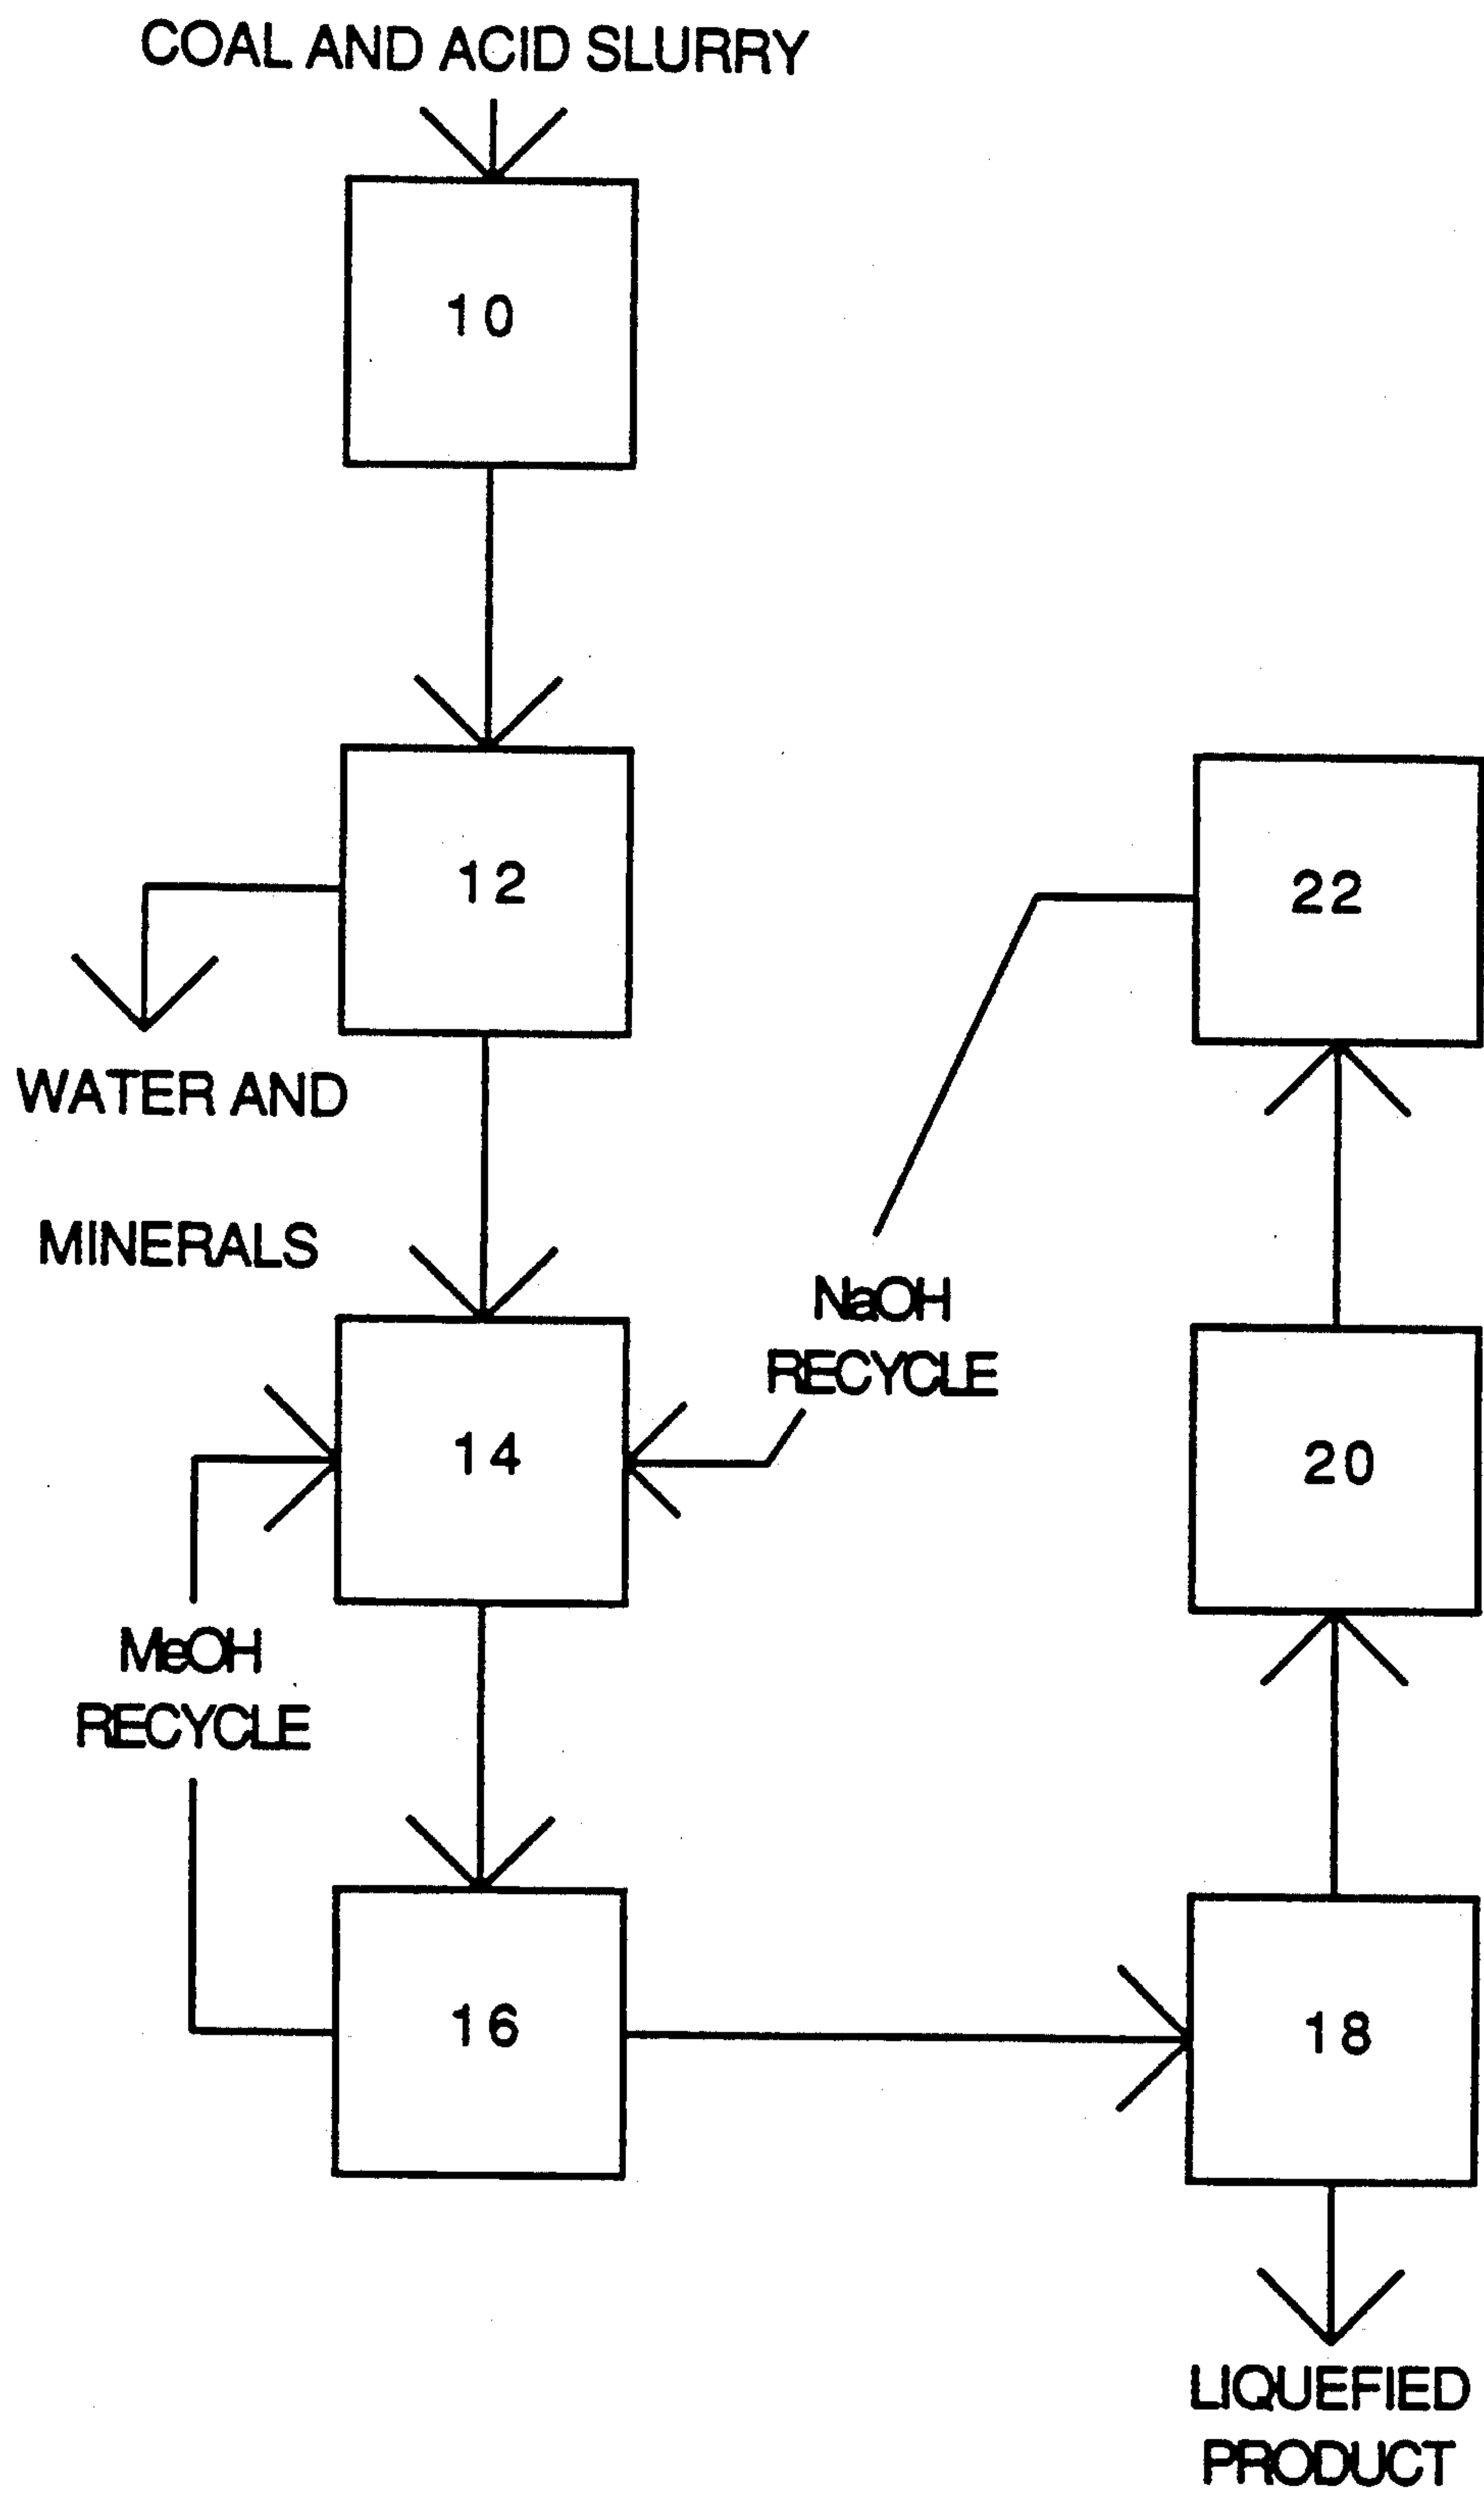 COAL AND ACID SLURRY
10
12
22
WATER AND
MINERALS
NaOH
RECYCLE
14
20
MeOH
RECYCLE
16
18
LIQUEFIED
PRODUCT